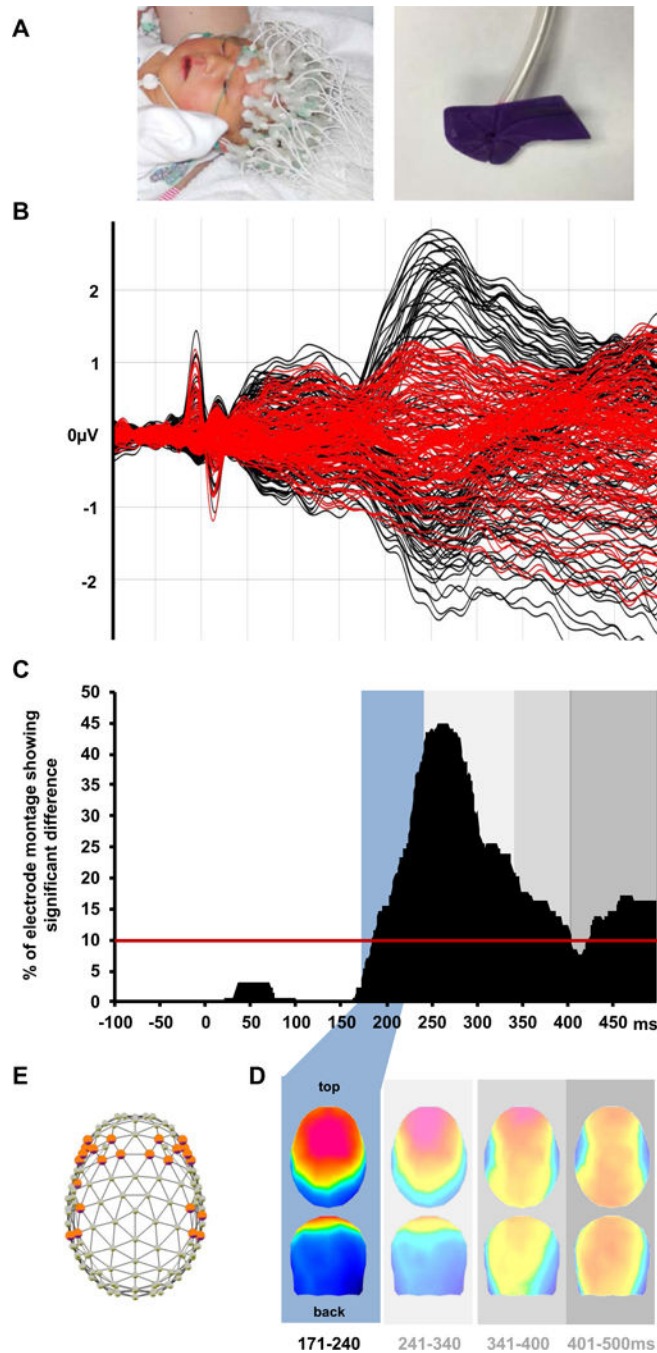 A
B
2
1
0µV
-1
-2
C
% of electrode montage showing
significant difference
50
45
40
35
30
25
20
15
10
5
0
-100 -50 0 50 100 150 200 250 300 350 400 450 ms
E
D
top
back
171-240 241-340 341-400 401-500ms